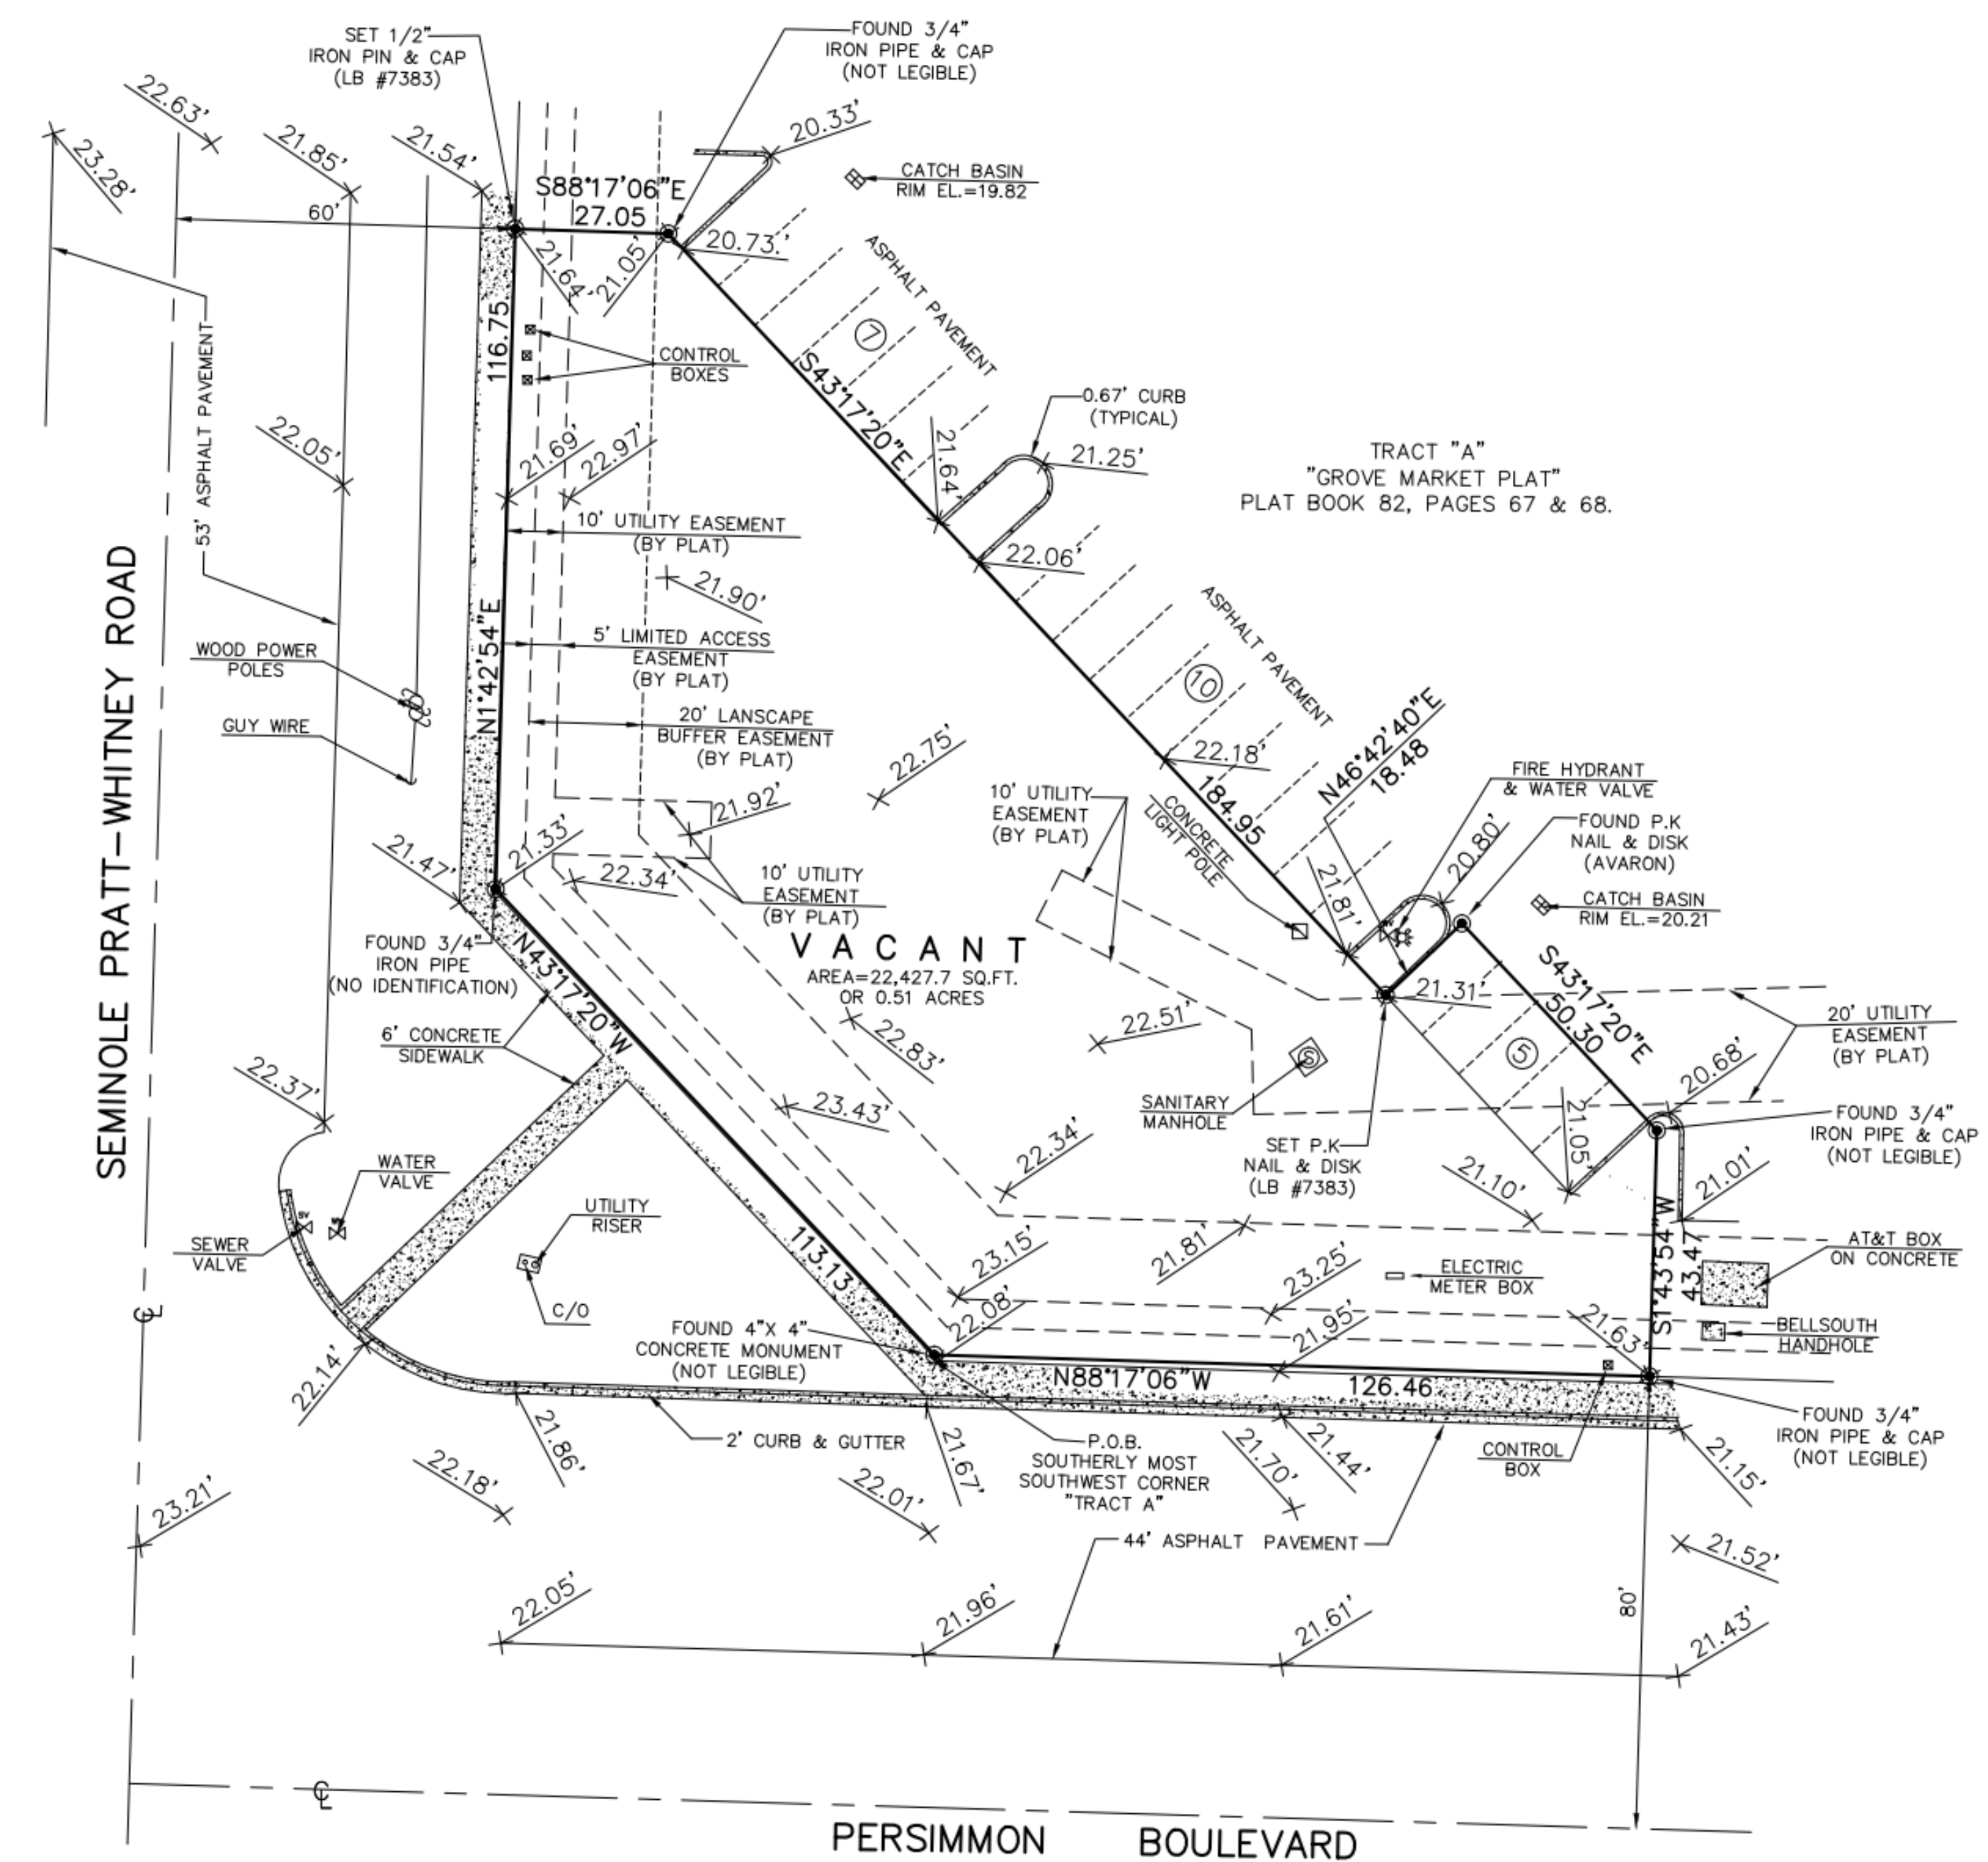 SET 1/2"
IRON PIN & CAP
(LB #7383)
FOUND 3/4"
IRON PIPE & CAP
(NOT LEGIBLE)
22.63'
23.28'
21.85'
21.54'
20.33'
CATCH BASIN
RIM EL.=19.82
S88°17'06"E
27.05
60'
21.64'
21.05'
20.73.'
ASPHALT PAVEMENT
7
116.75
53' ASPHALT PAVEMENT
CONTROL
BOXES
S43°17'20"E
0.67' CURB
(TYPICAL)
22.05'
21.69'
22.97'
21.64'
21.25'
TRACT "A"
"GROVE MARKET PLAT"
PLAT BOOK 82, PAGES 67 & 68.
10' UTILITY EASEMENT
(BY PLAT)
22.06'
21.90'
ASPHALT PAVEMENT
10
SEMINOLE PRATT-WHITNEY ROAD
N1°42'54"E
5' LIMITED ACCESS
EASEMENT
(BY PLAT)
WOOD POWER
POLES
GUY WIRE
20' LANSCAPE
BUFFER EASEMENT
(BY PLAT)
22.75'
22.18'
184.95
N46°42'40"E
18.48
10' UTILITY
EASEMENT
(BY PLAT)
CONCRETE
LIGHT POLE
FIRE HYDRANT
& WATER VALVE
FOUND P.K
NAIL & DISK
(AVARON)
21.92'
21.33'
21.47'
22.34'
10' UTILITY
EASEMENT
(BY PLAT)
21.81'
20.80'
CATCH BASIN
RIM EL.=20.21
FOUND 3/4"
IRON PIPE
(NO IDENTIFICATION)
N43°17'20"W
VACANT
AREA=22,427.7 SQ.FT.
OR 0.51 ACRES
21.31'
S43°17'20"E
50.30
20' UTILITY
EASEMENT
(BY PLAT)
6' CONCRETE
SIDEWALK
22.83'
22.51'
S
5
22.37'
23.43'
SANITARY
MANHOLE
21.05'
20.68'
FOUND 3/4"
IRON PIPE & CAP
(NOT LEGIBLE)
SET P.K
NAIL & DISK
(LB #7383)
22.34'
21.10'
21.01'
WATER
VALVE
SV
UTILITY
RISER
SEWER
VALVE
C/O
113.13
23.15'
21.81'
23.25'
ELECTRIC
METER BOX
S1°43'54"W
43.47
AT&T BOX
ON CONCRETE
BELLSOUTH
HANDHOLE
22.14'
FOUND 4"X 4"
CONCRETE MONUMENT
(NOT LEGIBLE)
22.08'
21.95'
21.63'
N88°17'06"W
126.46
21.86'
2' CURB & GUTTER
21.67'
P.O.B.
SOUTHERLY MOST
SOUTHWEST CORNER
"TRACT A"
21.70'
21.44'
CONTROL
BOX
FOUND 3/4"
IRON PIPE & CAP
(NOT LEGIBLE)
21.15'
22.18'
22.01'
23.21'
44' ASPHALT PAVEMENT
21.52'
22.05'
21.96'
21.61'
80'
21.43'
PERSIMMON BOULEVARD